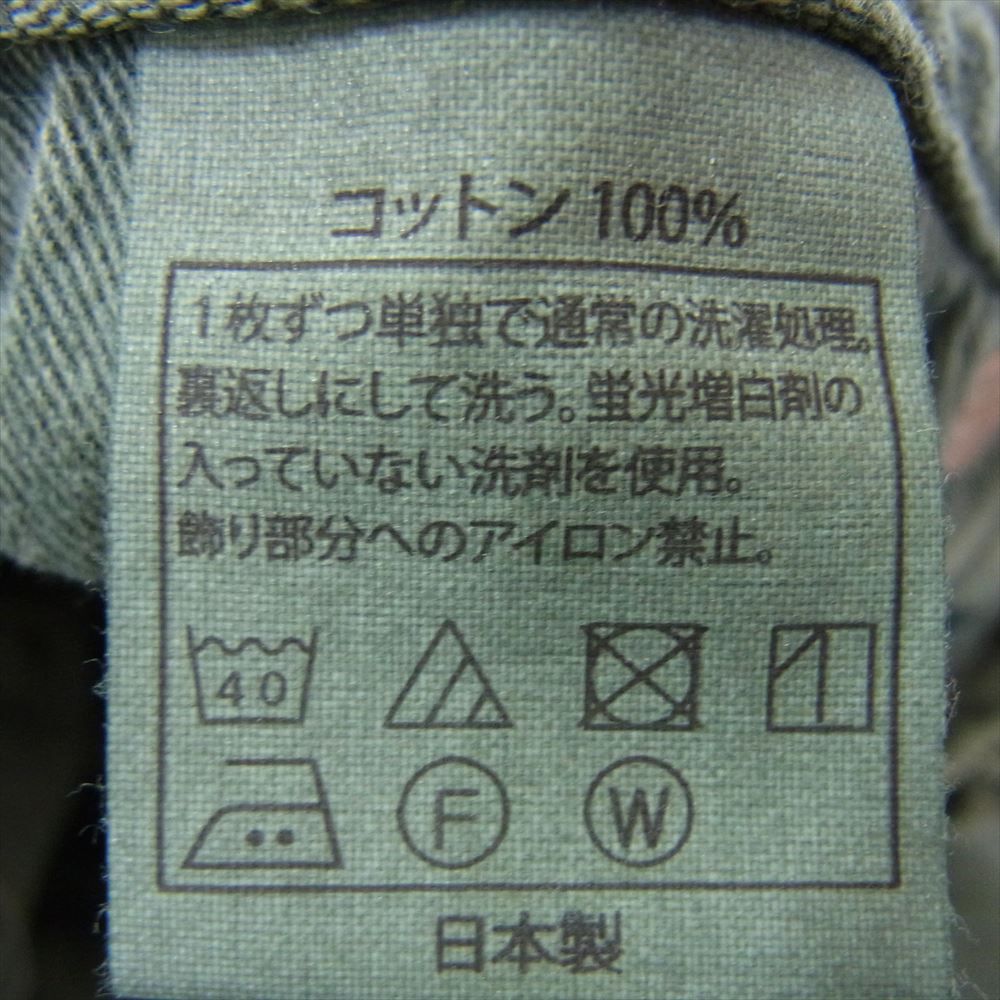 コットン 100%
1枚ずつ単独で通常の洗濯処理。
裏返しにして洗う。蛍光増白剤の
入っていない洗剤を使用。
飾り部分へのアイロン禁止。
40
F W
日本製